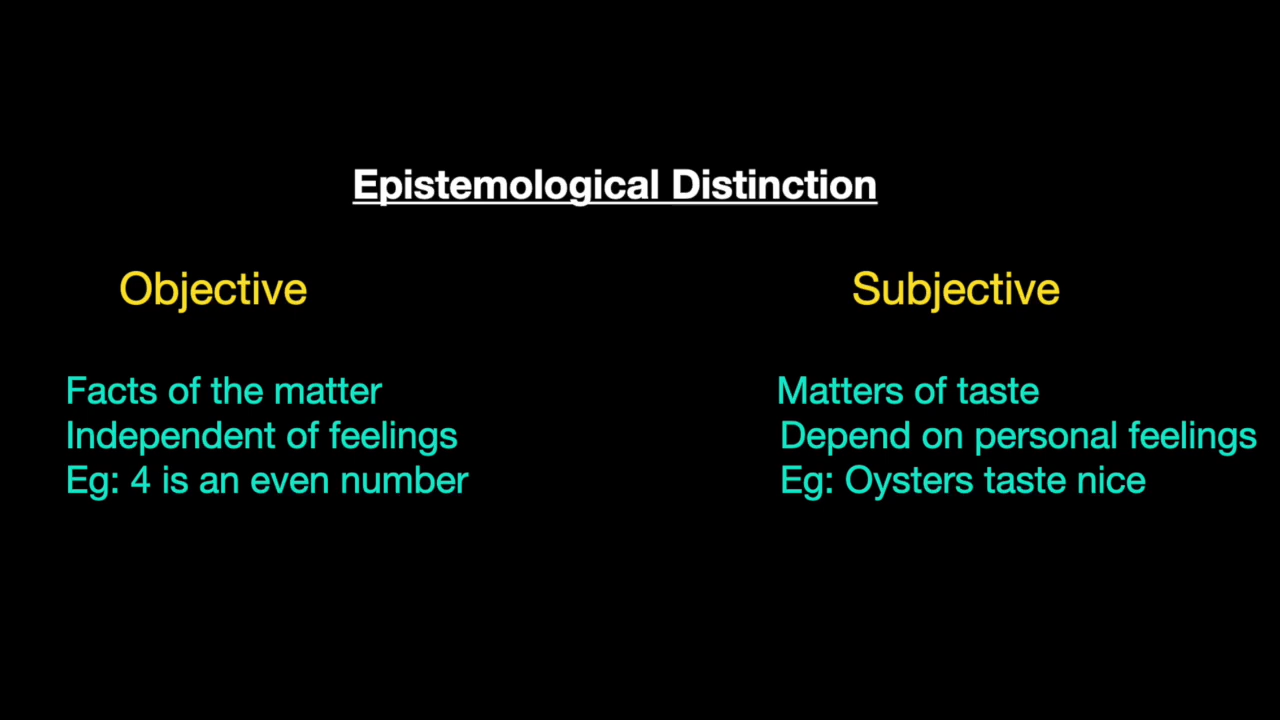 Epistemological Distinction
Objective
Subjective
Facts of the matter
Independent of feelings
Eg: 4 is an even number
Matters of taste
Depend on personal feelings
Eg: Oysters taste nice